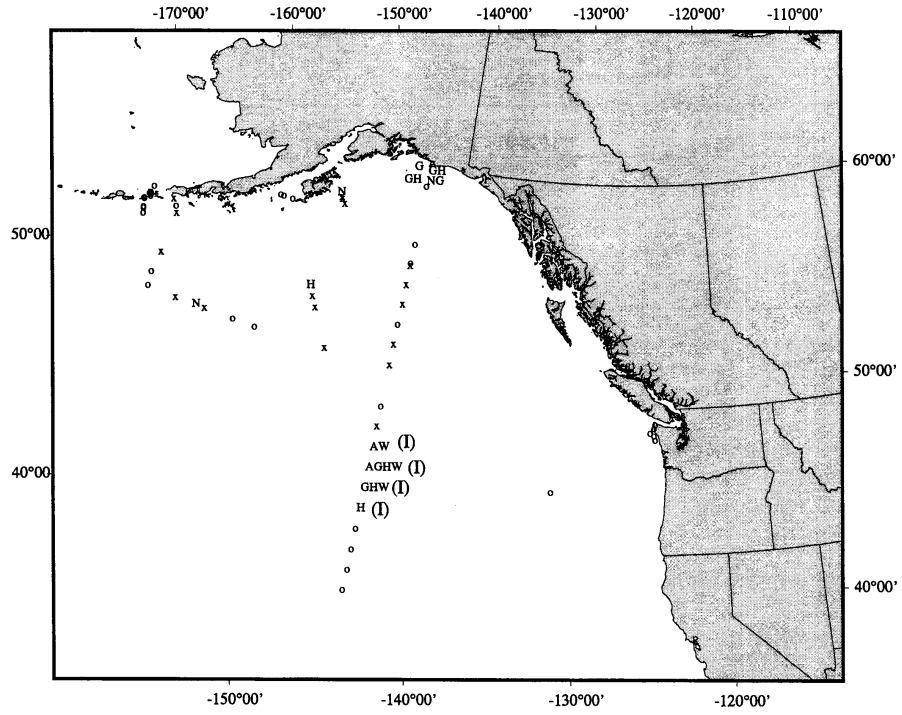 -170°00' -160°00' -150°00' -140°00' -130°00' -120°00' -110°00'
60°00'
G
GH
GH NG
N
50°00'
x
o
o
x
o
x
H
x
o
x
N x
x
x
o
o
o
x
x
x
50°00'
o
x
AW (I)
AGHW (I)
40°00'
GHW (I)
o
H (I)
o
o
o
o
40°00'
-150°00' -140°00' -130°00' -120°00'